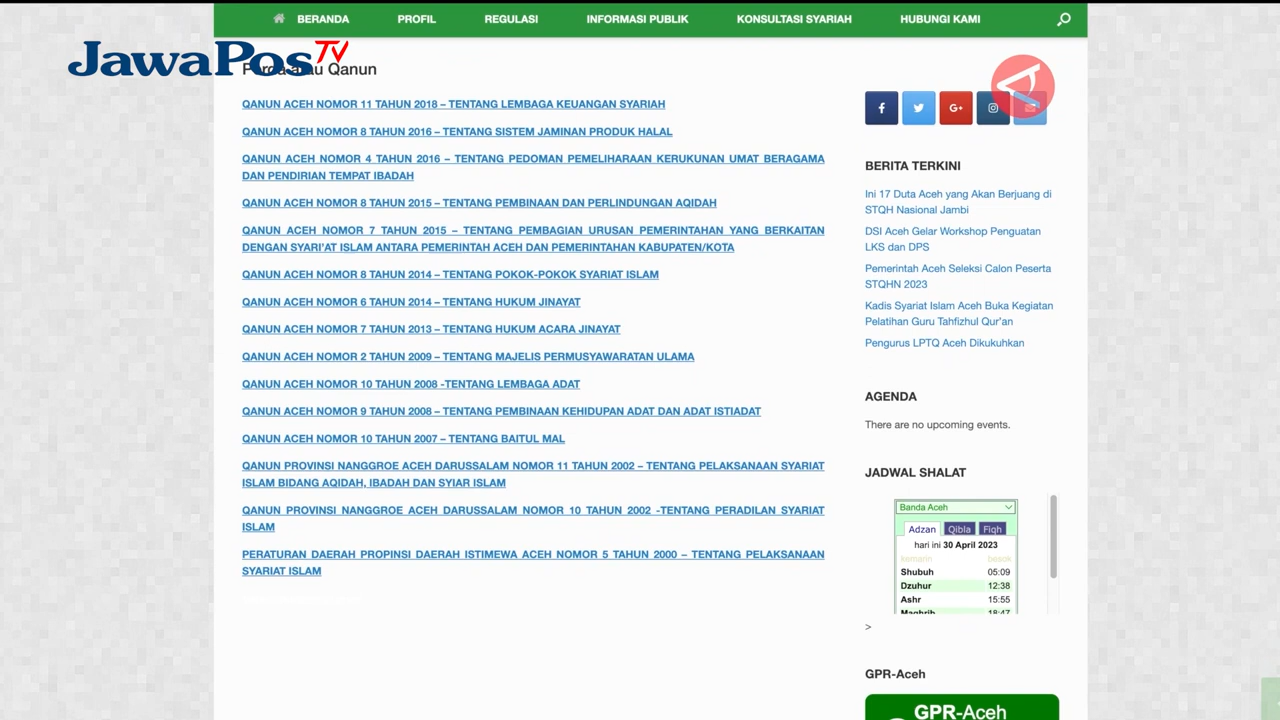 BERANDA
PROFIL
REGULASI
INFORMASI PUBLIK
KONSULTASI SYARIAH
HUBUNGI KAMI
JawaPos TV
Qanun
QANUN ACEH NOMOR 11 TAHUN 2018 – TENTANG LEMBAGA KEUANGAN SYARIAH
QANUN ACEH NOMOR 8 TAHUN 2016 – TENTANG SISTEM JAMINAN PRODUK HALAL
QANUN ACEH NOMOR 4 TAHUN 2016 – TENTANG PEDOMAN PEMELIHARAAN KERUKUNAN UMAT BERAGAMA
DAN PENDIRIAN TEMPAT IBADAH
QANUN ACEH NOMOR 8 TAHUN 2015 – TENTANG PEMBINAAN DAN PERLINDUNGAN AQIDAH
QANUN ACEH NOMOR 7 TAHUN 2015 – TENTANG PEMBAGIAN URUSAN PEMERINTAHAN YANG BERKAITAN
DENGAN SYARI'AT ISLAM ANTARA PEMERINTAH ACEH DAN PEMERINTAHAN KABUPATEN/KOTA
QANUN ACEH NOMOR 8 TAHUN 2014 – TENTANG POKOK-POKOK SYARIAT ISLAM
QANUN ACEH NOMOR 6 TAHUN 2014 – TENTANG HUKUM JINAYAT
QANUN ACEH NOMOR 7 TAHUN 2013 – TENTANG HUKUM ACARA JINAYAT
QANUN ACEH NOMOR 2 TAHUN 2009 – TENTANG MAJELIS PERMUSYAWARATAN ULAMA
QANUN ACEH NOMOR 10 TAHUN 2008 -TENTANG LEMBAGA ADAT
QANUN ACEH NOMOR 9 TAHUN 2008 – TENTANG PEMBINAAN KEHIDUPAN ADAT DAN ADAT ISTIADAT
QANUN ACEH NOMOR 10 TAHUN 2007 – TENTANG BAITUL MAL
QANUN PROVINSI NANGGROE ACEH DARUSSALAM NOMOR 11 TAHUN 2002 – TENTANG PELAKSANAAN SYARIAT
ISLAM BIDANG AQIDAH, IBADAH DAN SYIAR ISLAM
QANUN PROVINSI NANGGROE ACEH DARUSSALAM NOMOR 10 TAHUN 2002 -TENTANG PERADILAN SYARIAT
ISLAM
PERATURAN DAERAH PROPINSI DAERAH ISTIMEWA ACEH NOMOR 5 TAHUN 2000 – TENTANG PELAKSANAAN
SYARIAT ISLAM
BERITA TERKINI
Ini 17 Duta Aceh yang Akan Berjuang di
STQH Nasional Jambi
DSI Aceh Gelar Workshop Penguatan
LKS dan DPS
Pemerintah Aceh Seleksi Calon Peserta
STQHN 2023
Kadis Syariat Islam Aceh Buka Kegiatan
Pelatihan Guru Tahfizhul Qur'an
Pengurus LPTQ Aceh Dikukuhkan
AGENDA
There are no upcoming events.
JADWAL SHALAT
Banda Aceh
Adzan Qibla Fiqh
hari ini 30 April 2023
kemarin besok
Shubuh 05:09
Dzuhur 12:38
Ashr 15:55
Maghrib 18:47
>
GPR-Aceh
GPR-Aceh